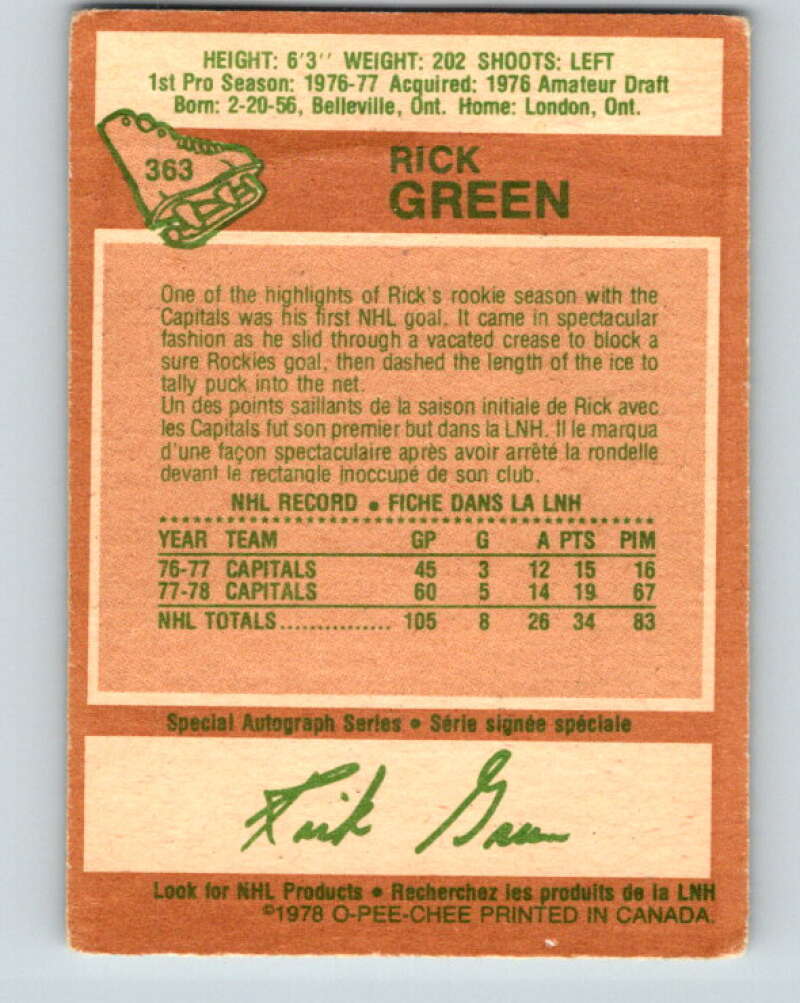 HEIGHT: 6'3'' WEIGHT: 202 SHOOTS: LEFT
1st Pro Season: 1976-77 Acquired: 1976 Amateur Draft
Born: 2-20-56, Belleville, Ont. Home: London, Ont.
363
RICK
GREEN
One of the highlights of Rick's rookie season with the
Capitals was his first NHL goal. It came in spectacular
fashion as he slid through a vacated crease to block a
sure Rockies goal, then dashed the length of the ice to
tally puck into the net.
Un des points saillants de la saison initiale de Rick avec
les Capitals fut son premier but dans la LNH. Il le marqua
d'une façon spectaculaire après avoir arrêté la rondelle
devant le rectangle inoccupé de son club.
NHL RECORD • FICHE DANS LA LNH
YEAR TEAM GP G A PTS PIM
76-77 CAPITALS 45 3 12 15 16
77-78 CAPITALS 60 5 14 19 67
NHL TOTALS............... 105 8 26 34 83
Special Autograph Series • Série signée spéciale
Rick Green
Look for NHL Products • Recherchez les produits de la LNH
©1978 O-PEE-CHEE PRINTED IN CANADA.